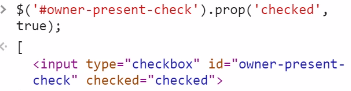 > $('#owner-present-check').prop('checked',
true);
< [
<input type="checkbox" id="owner-present-
check" checked="checked">